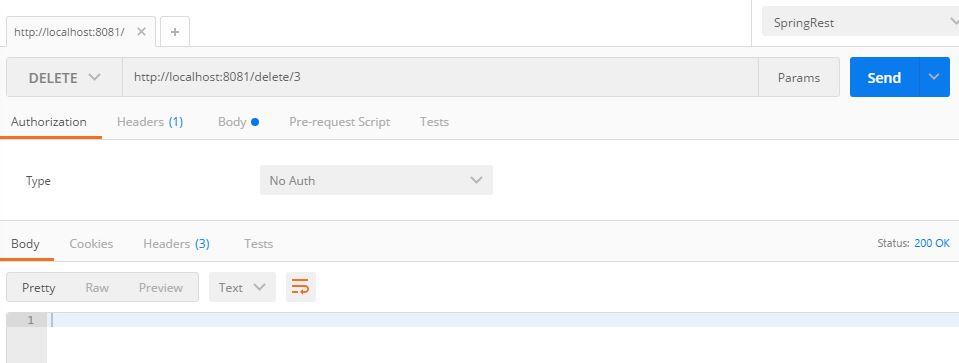 http://localhost:8081/ × +
SpringRest
DELETE http://localhost:8081/delete/3 Params Send
Authorization Headers (1) Body Pre-request Script Tests
Type No Auth
Body Cookies Headers (3) Tests Status: 200 OK
Pretty Raw Preview Text
1